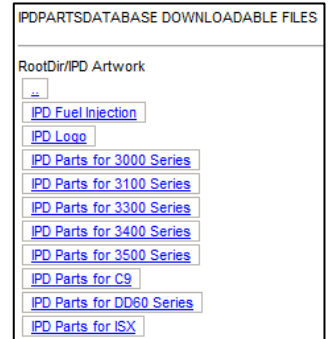 IPDPARTSDATABASE DOWNLOADABLE FILES
RootDir/IPD Artwork
..
IPD Fuel Injection
IPD Logo
IPD Parts for 3000 Series
IPD Parts for 3100 Series
IPD Parts for 3300 Series
IPD Parts for 3400 Series
IPD Parts for 3500 Series
IPD Parts for C9
IPD Parts for DD60 Series
IPD Parts for ISX